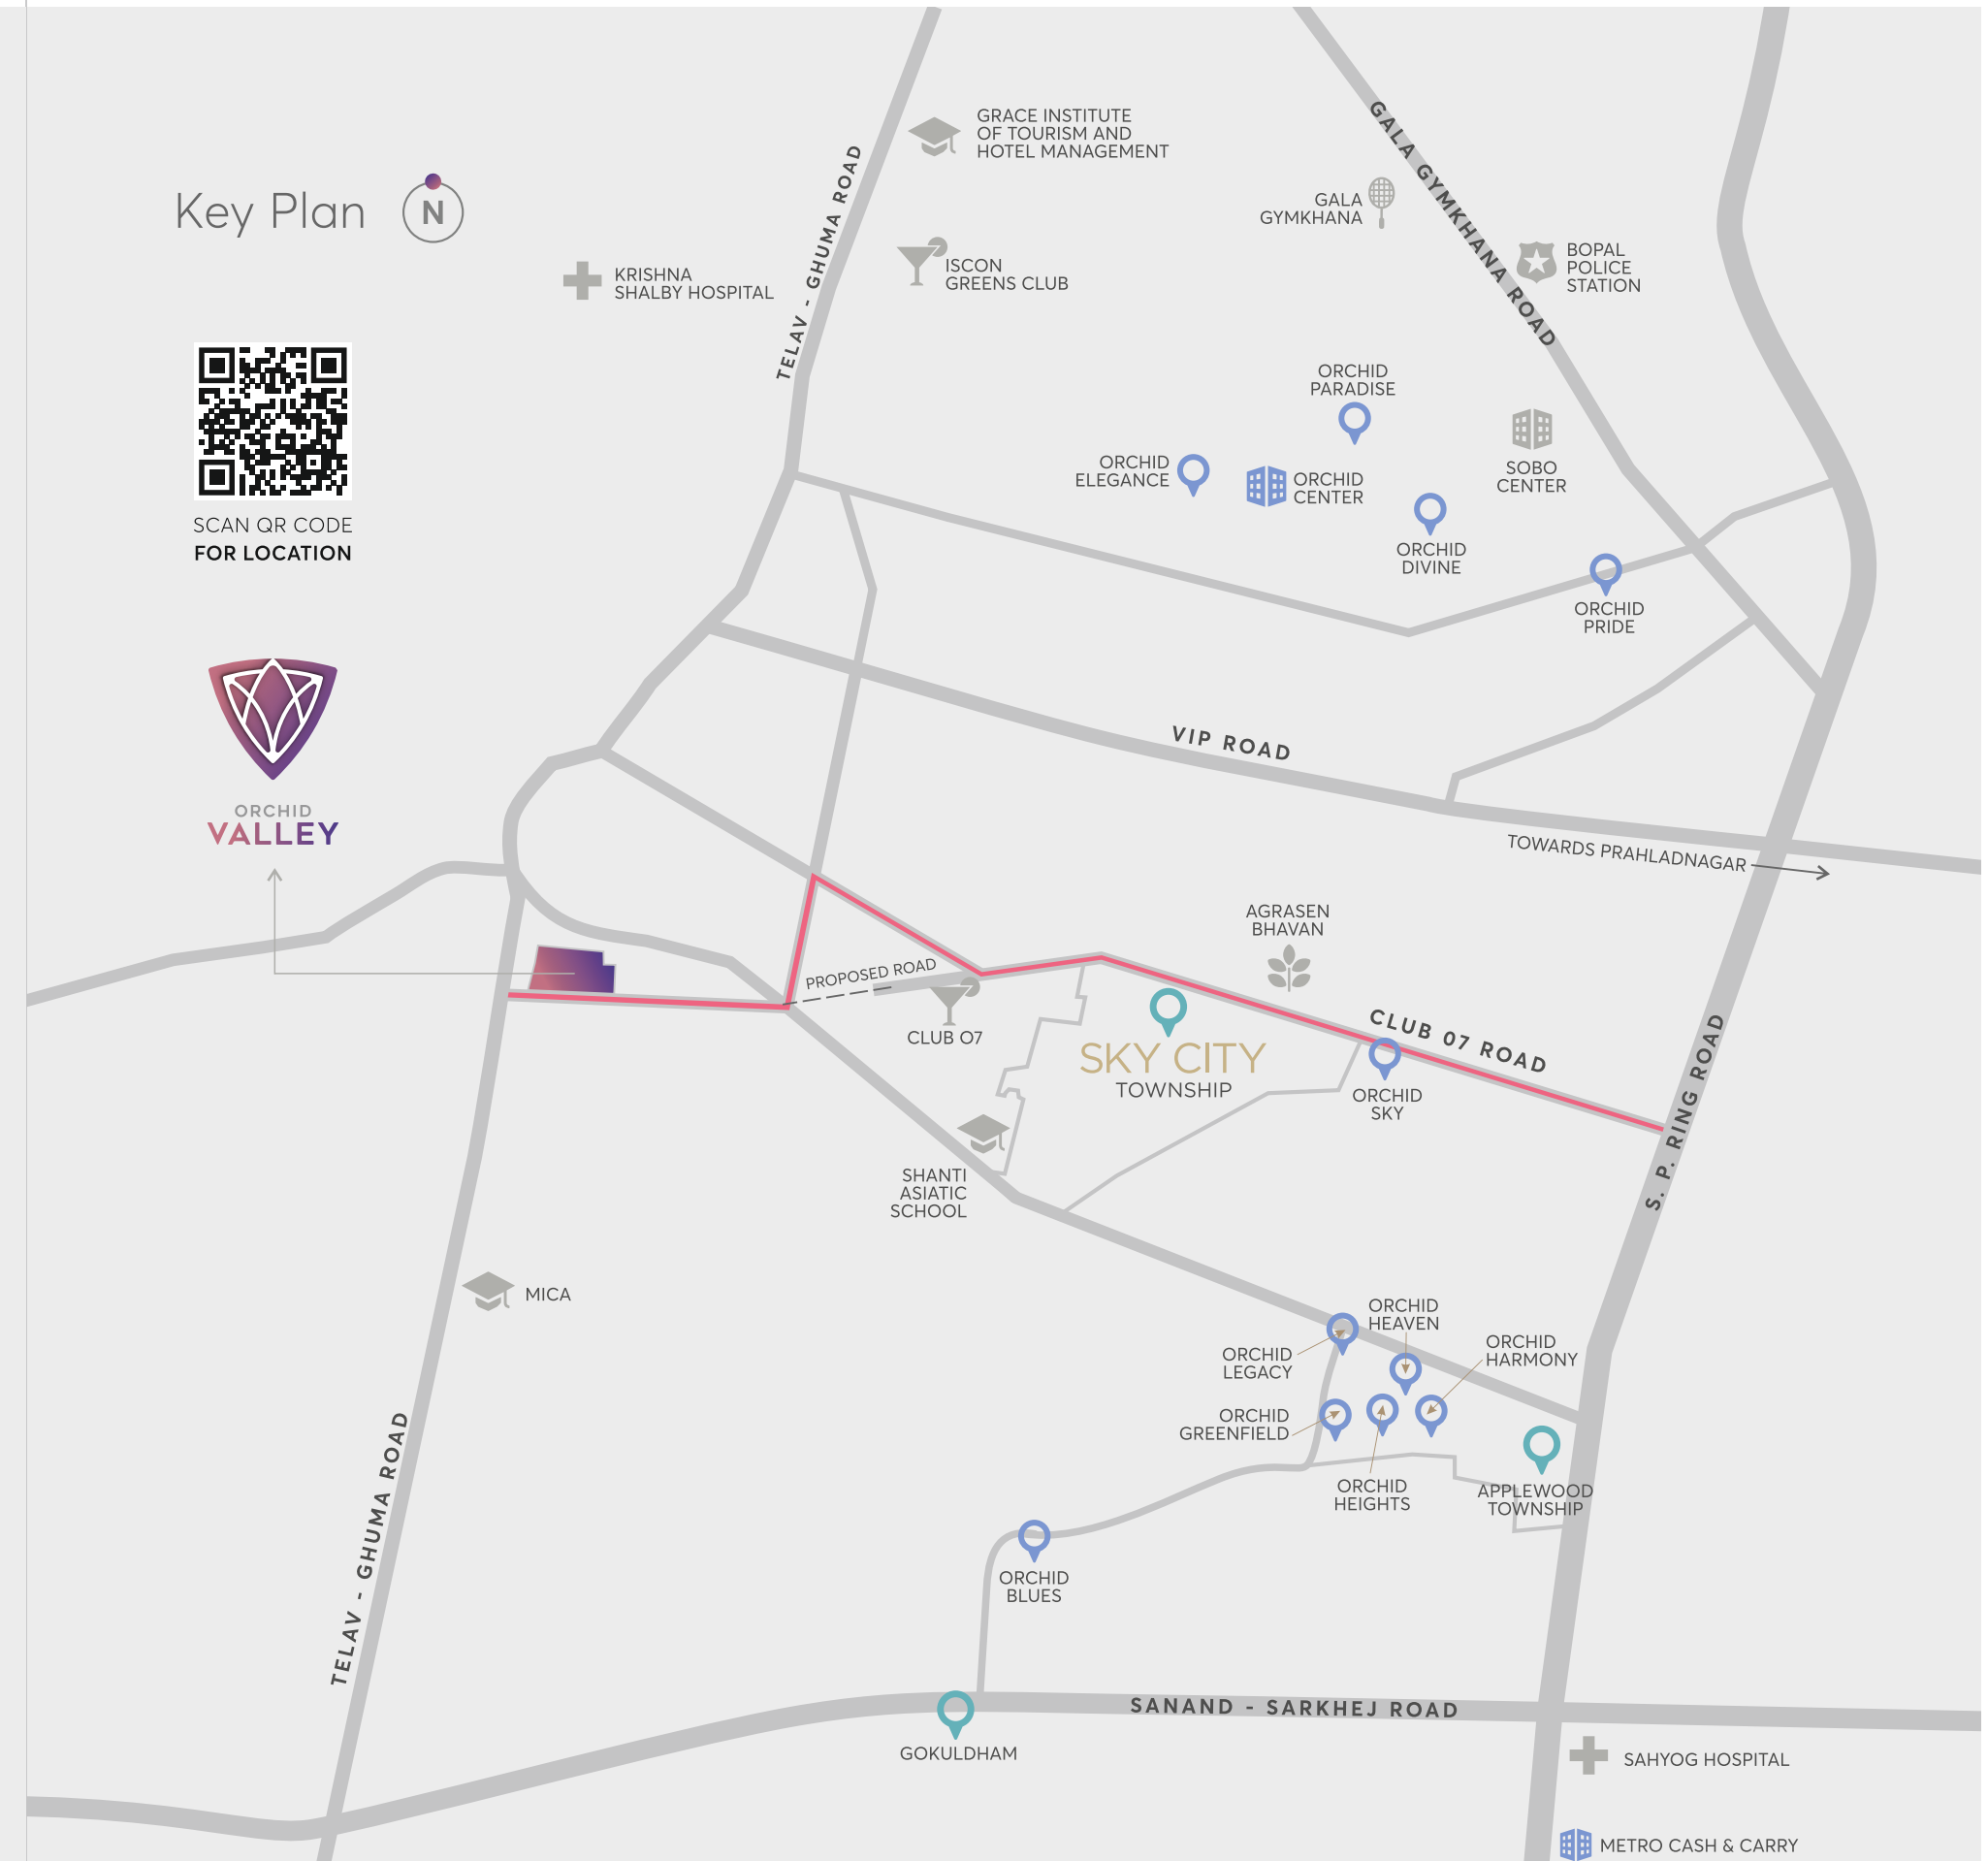 Key Plan
N
SCAN QR CODE
FOR LOCATION
ORCHID
VALLEY
TELAV - GHUMA ROAD
GRACE INSTITUTE
OF TOURISM AND
HOTEL MANAGEMENT
KRISHNA
SHALBY HOSPITAL
ISCON
GREENS CLUB
GALA
GYMKHANA
GALA GYMKHANA ROAD
BOPAL
POLICE
STATION
ORCHID
PARADISE
ORCHID
ELEGANCE
ORCHID
CENTER
SOBO
CENTER
ORCHID
DIVINE
ORCHID
PRIDE
VIP ROAD
TOWARDS PRAHLADNAGAR
AGRASEN
BHAVAN
PROPOSED ROAD
CLUB O7
SKY CITY
TOWNSHIP
CLUB 07 ROAD
ORCHID
SKY
S. P. RING ROAD
SHANTI
ASIATIC
SCHOOL
MICA
ORCHID
HEAVEN
ORCHID
HARMONY
ORCHID
LEGACY
ORCHID
GREENFIELD
ORCHID
HEIGHTS
APPLEWOOD
TOWNSHIP
TELAV - GHUMA ROAD
ORCHID
BLUES
SANAND - SARKHEJ ROAD
GOKULDHAM
SAHYOG HOSPITAL
METRO CASH & CARRY